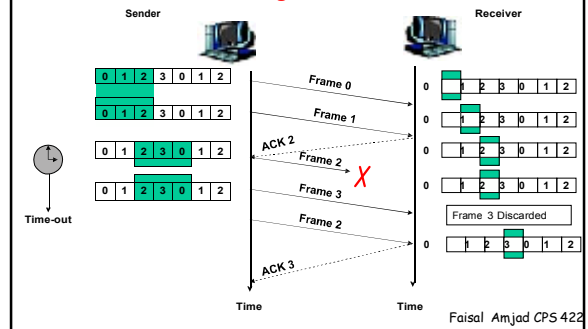 Sender
Receiver
0 1 2 3 0 1 2
Frame 0
0 1 2 3 0 1 2
0 1 2 3 0 1 2
Frame 1
0 1 2 3 0 1 2
ACK 2
0 1 2 3 0 1 2
Frame 2
X
0 1 2 3 0 1 2
0 1 2 3 0 1 2
Frame 3
0 1 2 3 0 1 2
Time-out
Frame 3 Discarded
Frame 2
0 1 2 3 0 1 2
ACK 3
Time
Time
Faisal Amjad CPS 422